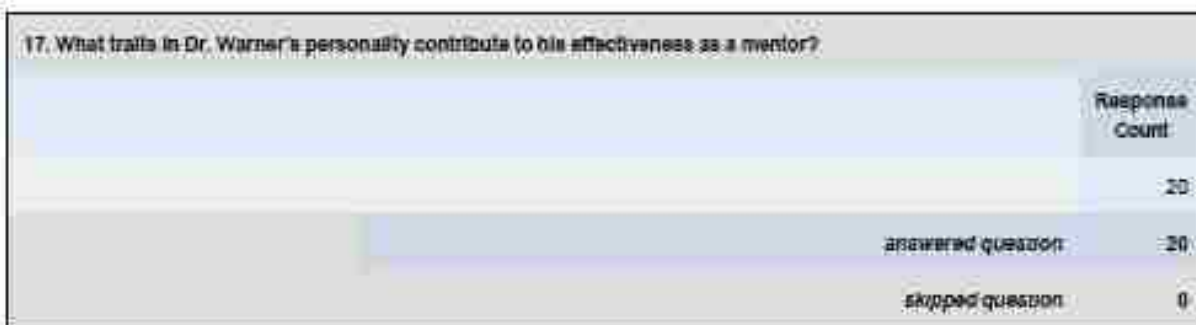 17. What traits in Dr. Warner's personality contribute to his effectiveness as a mentor?
Response
Count
20
answered question 20
skipped question 0